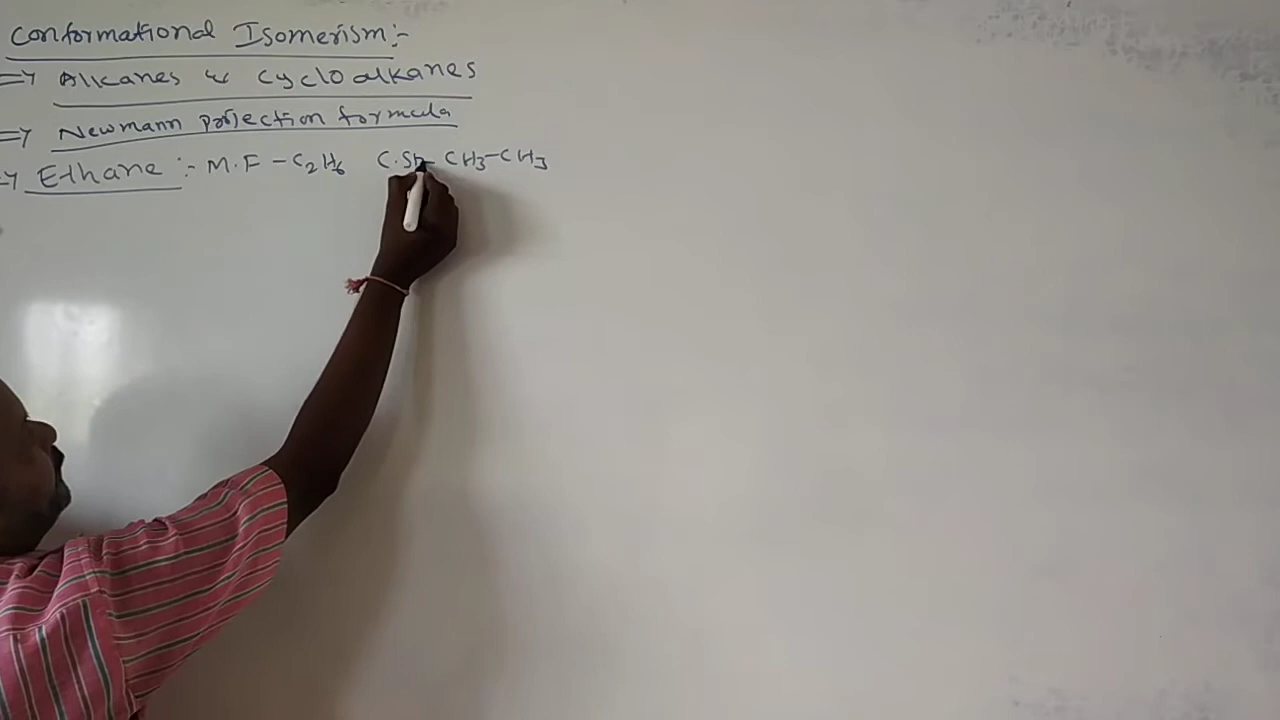 Conformational Isomerism:-
=> Alkanes & Cycloalkanes
=> Newmann projection formula
=> Ethane :- M.F - C2H6 C.St- CH3-CH3